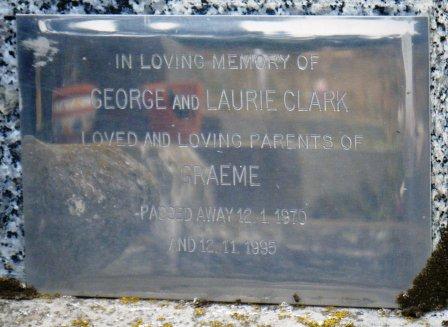 IN LOVING MEMORY OF
GEORGE AND LAURIE CLARK
LOVED AND LOVING PARENTS OF
GRAEME
PASSED AWAY 12. 1. 1970
AND 12. 11. 1995